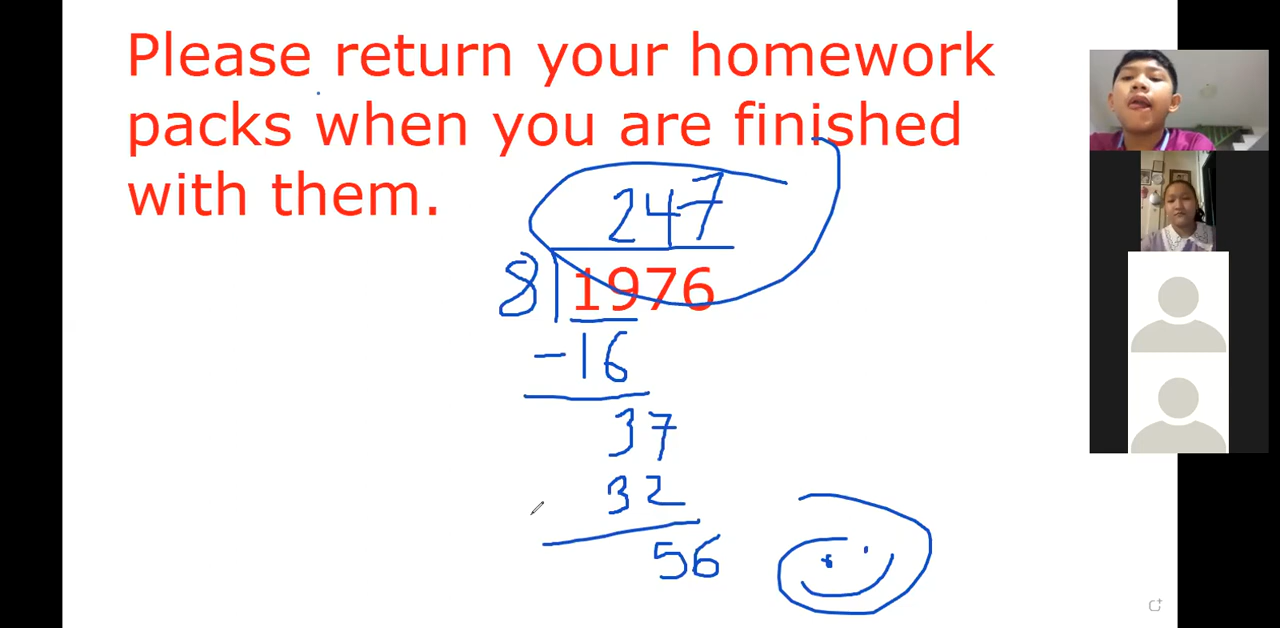 Please return your homework
packs when you are finished
with them.
247
8 1976
-16
37
32
56